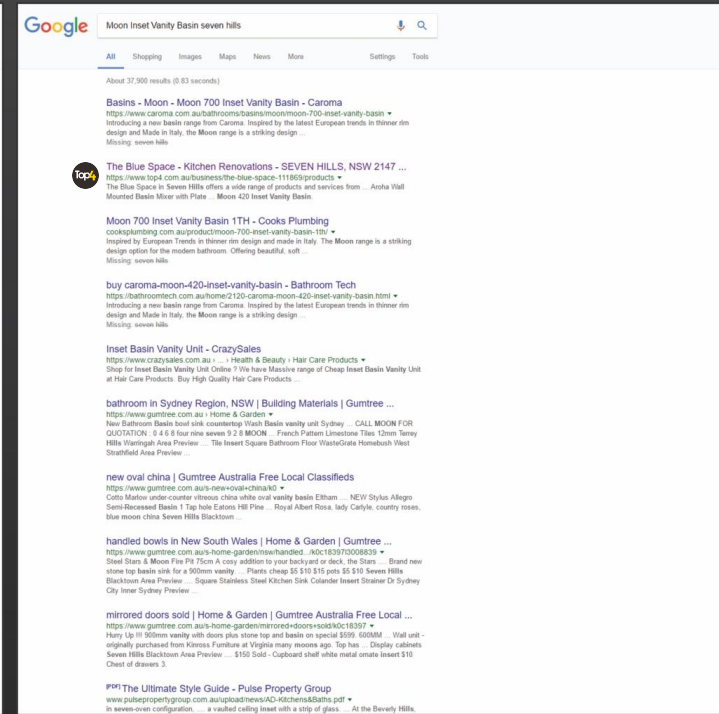 Google
Moon Inset Vanity Basin seven hills
All Shopping Images Maps News More Settings Tools
About 37,900 results (0.83 seconds)
Basins - Moon - Moon 700 Inset Vanity Basin - Caroma
https://www.caroma.com.au/bathrooms/basins/moon/moon-700-inset-vanity-basin
Introducing a new basin range from Caroma. Inspired by the latest European trends in thinner rim
design and Made in Italy, the Moon range is a striking design ...
Missing: seven hills
Top4
The Blue Space - Kitchen Renovations - SEVEN HILLS, NSW 2147 ...
https://www.top4.com.au/business/the-blue-space-111869/products
The Blue Space in Seven Hills offers a wide range of products and services from ... Aroha Wall
Mounted Basin Mixer with Plate ... Moon 420 Inset Vanity Basin.
Moon 700 Inset Vanity Basin 1TH - Cooks Plumbing
cooksplumbing.com.au/product/moon-700-inset-vanity-basin-1th/
Inspired by European Trends in thinner rim design and made in Italy. The Moon range is a striking
design option for the modern bathroom. Offering beautiful, soft ...
Missing: seven hills
buy caroma-moon-420-inset-vanity-basin - Bathroom Tech
https://bathroomtech.com.au/home/2120-caroma-moon-420-inset-vanity-basin.html
Introducing a new basin range from Caroma. Inspired by the latest European trends in thinner rim
design and Made in Italy, the Moon range is a striking design ...
Missing: seven hills
Inset Basin Vanity Unit - CrazySales
https://www.crazysales.com.au › ... › Health & Beauty › Hair Care Products
Shop for Inset Basin Vanity Unit Online ? We have Massive range of Cheap Inset Basin Vanity Unit
at Hair Care Products. Buy High Quality Hair Care Products ...
bathroom in Sydney Region, NSW | Building Materials | Gumtree ...
https://www.gumtree.com.au › Home & Garden
New Bathroom Basin bowl sink countertop Wash Basin vanity unit Sydney ... CALL MOON FOR
QUOTATION : 0 4 6 8 four nine seven 9 2 8 MOON ... French Pattern Limestone Tiles 12mm Terrey
Hills Warringah Area Preview .... Tile Insert Square Bathroom Floor WasteGrate Homebush West
Strathfield Area Preview ...
new oval china | Gumtree Australia Free Local Classifieds
https://www.gumtree.com.au/s-new+oval+china/k0
Cotto Marlow under-counter vitreous china white oval vanity basin Eltham .... NEW Stylus Allegro
Semi-Recessed Basin 1 Tap hole Eatons Hill Pine ... Royal Albert Rosa, lady Carlyle, country roses,
blue moon china Seven Hills Blacktown ...
handled bowls in New South Wales | Home & Garden | Gumtree ...
https://www.gumtree.com.au/s-home-garden/nsw/handled.../k0c18397l3008839
Steel Stars & Moon Fire Pit 75cm A cosy addition to your backyard or deck, the Stars .... Brand new
stone top basin sink for a 900mm vanity. ... Plants cheap $5 $10 $15 pots $5 $10 Seven Hills
Blacktown Area Preview .... Square Stainless Steel Kitchen Sink Colander Insert Strainer Dr Sydney
City Inner Sydney Preview ...
mirrored doors sold | Home & Garden | Gumtree Australia Free Local ...
https://www.gumtree.com.au/s-home-garden/mirrored+doors+sold/k0c18397
Hurry Up !!! 900mm vanity with doors plus stone top and basin on special $599. 600MM ... Wall unit -
originally purchased from Kinross Furniture at Virginia many moons ago. Top has ... Display cabinets
Seven Hills Blacktown Area Preview .... $150 Sold - Cupboard shelf white metal ornate insert $10
Chest of drawers 3.
[PDF] The Ultimate Style Guide - Pulse Property Group
www.pulsepropertygroup.com.au/upload/news/AD-Kitchens&Baths.pdf
in seven-oven configuration, ... a vaulted ceiling inset with a strip of glass. ... At the Beverly Hills,